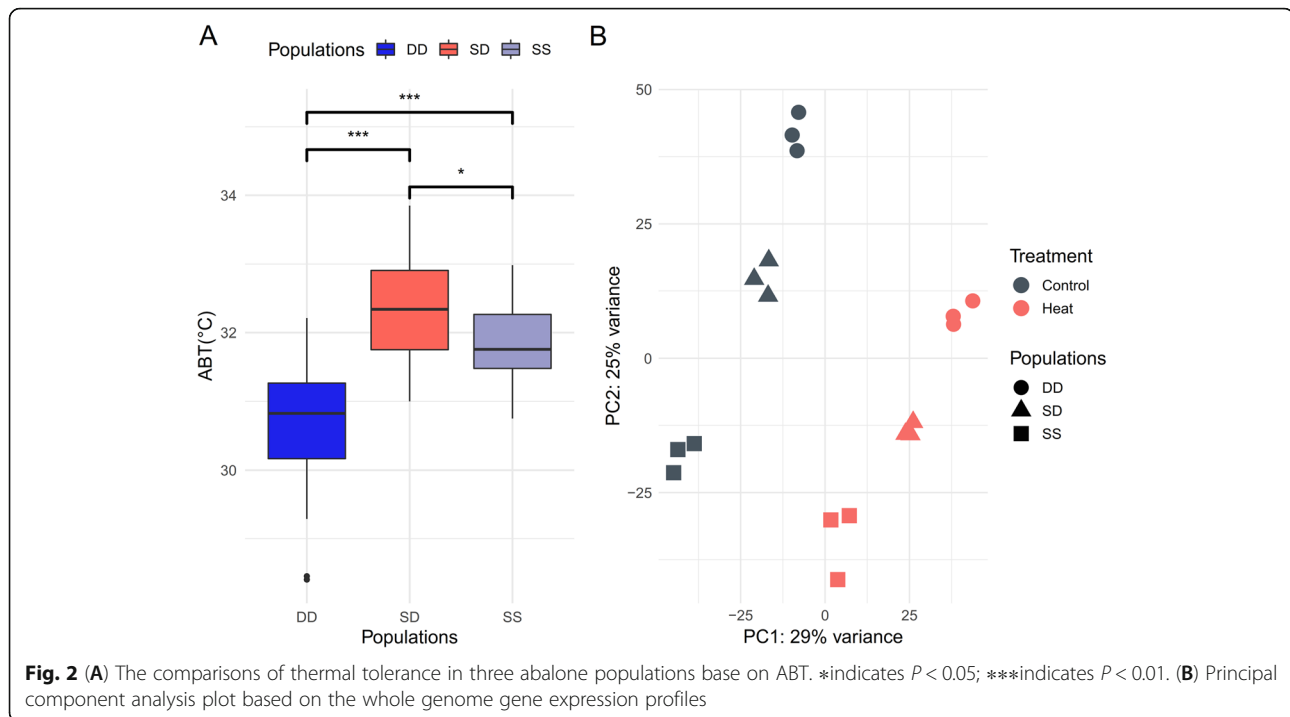 A
B
Populations DD SD SS
***
***
*
34
32
30
ABT(°C)
DD SD SS
Populations
50
25
0
−25
PC2: 25% variance
−25 0 25
PC1: 29% variance
Treatment
Control
Heat
Populations
DD
SD
SS
Fig. 2 (A) The comparisons of thermal tolerance in three abalone populations base on ABT. *indicates P < 0.05; ***indicates P < 0.01. (B) Principal
component analysis plot based on the whole genome gene expression profiles